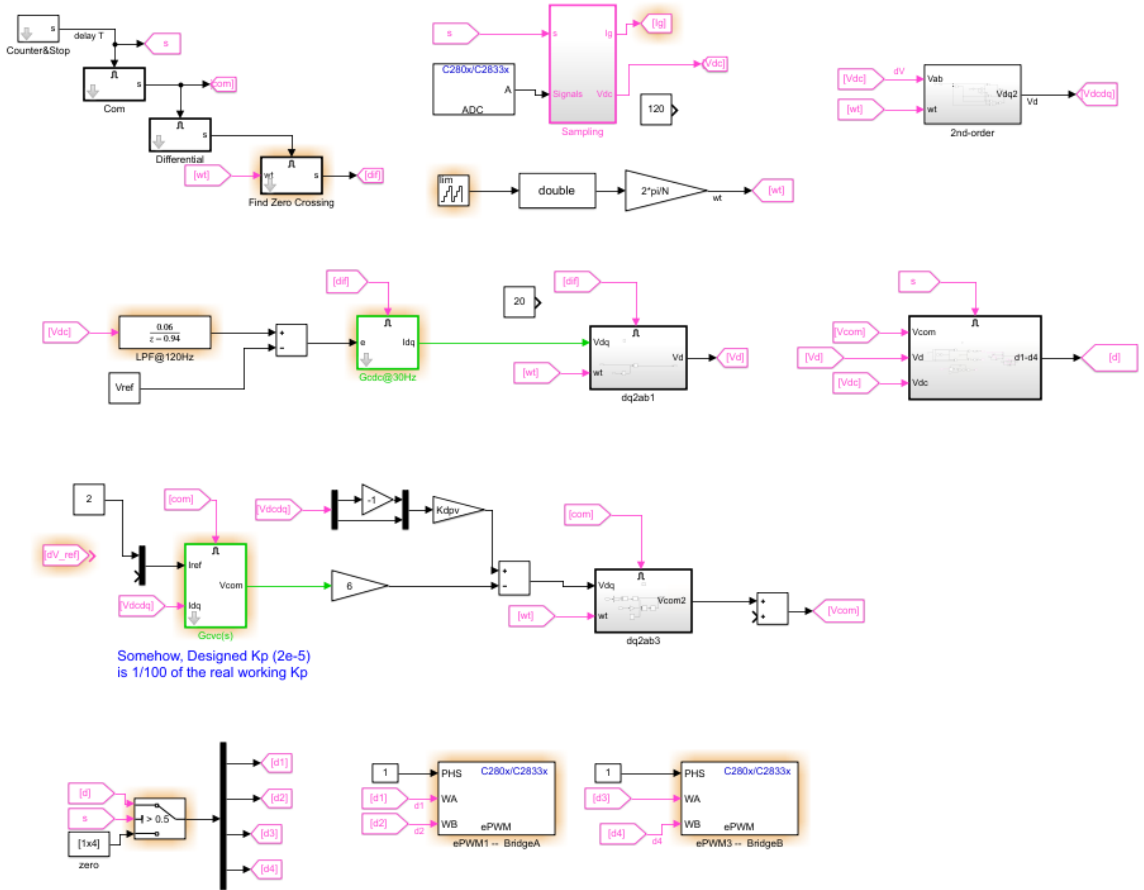 s
delay T
s
Counter&Stop
s
[com]
Com
s
Differential
[wt]
wt
s
[dif]
Find Zero Crossing
s
s
Ig
[Ig]
C280x/C2833x
A
ADC
Signals
Vdc
[Vdc]
Sampling
120
[Vdc]
dV
Vab
Vdq2
Vd
[Vdcdq]
[wt]
wt
2nd-order
lim
double
2*pi/N
wt
[wt]
[dif]
[Vdc]
0.06
z − 0.94
LPF@120Hz
Vref
+
−
e
Idq
Gcdc@30Hz
20
[dif]
Vdq
wt
Vd
[Vd]
[wt]
dq2ab1
s
[Vcom]
Vcom
[Vd]
Vd
[Vdc]
Vdc
d1-d4
[d]
2
[com]
[dV_ref]
Iref
Vcom
[Vdcdq]
Idq
Gcvc(s)
Somehow, Designed Kp (2e-5)
is 1/100 of the real working Kp
[Vdcdq]
-1
Kdpv
6
+
−
[com]
Vdq
wt
Vcom2
[wt]
dq2ab3
+
+
[Vcom]
[d]
s
> 0.5
[1x4]
zero
[d1]
[d2]
[d3]
[d4]
1
PHS
C280x/C2833x
[d1]
d1
WA
[d2]
d2
WB
ePWM
ePWM1 -- BridgeA
1
PHS
C280x/C2833x
[d3]
WA
[d4]
d4
WB
ePWM
ePWM3 -- BridgeB